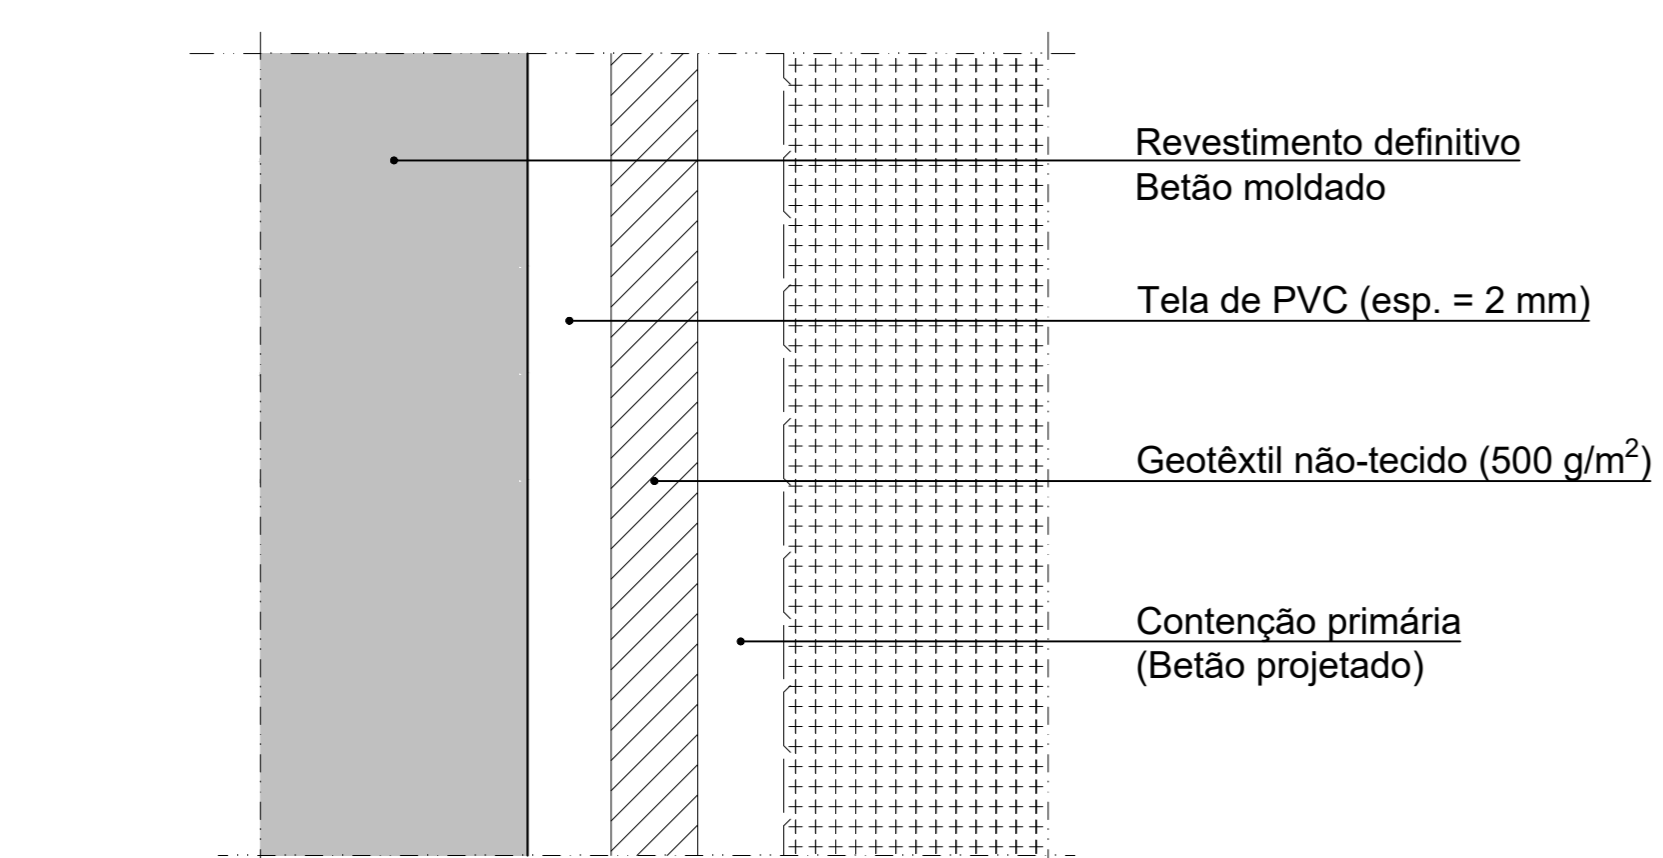 Revestimento definitivo
Betão moldado
Tela de PVC (esp. = 2 mm)
Geotêxtil não-tecido (500 g/m²)
Contenção primária
(Betão projetado)